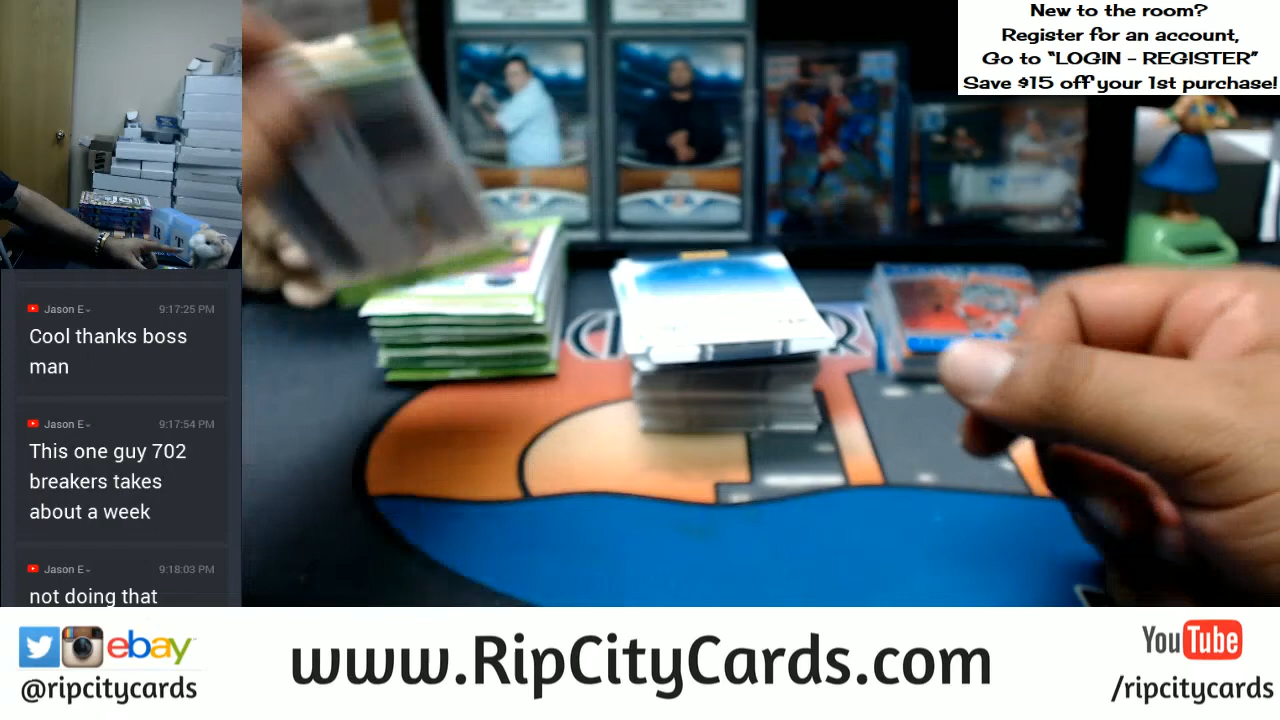 New to the room?
Register for an account,
Go to "LOGIN - REGISTER"
Save $15 off your 1st purchase!
Jason E
9:17:25 PM
Cool thanks boss
man
Jason E
9:17:54 PM
This one guy 702
breakers takes
about a week
Jason E
9:18:03 PM
not doing that
ebay
@ripcitycards
www.RipCityCards.com
YouTube
/ripcitycards